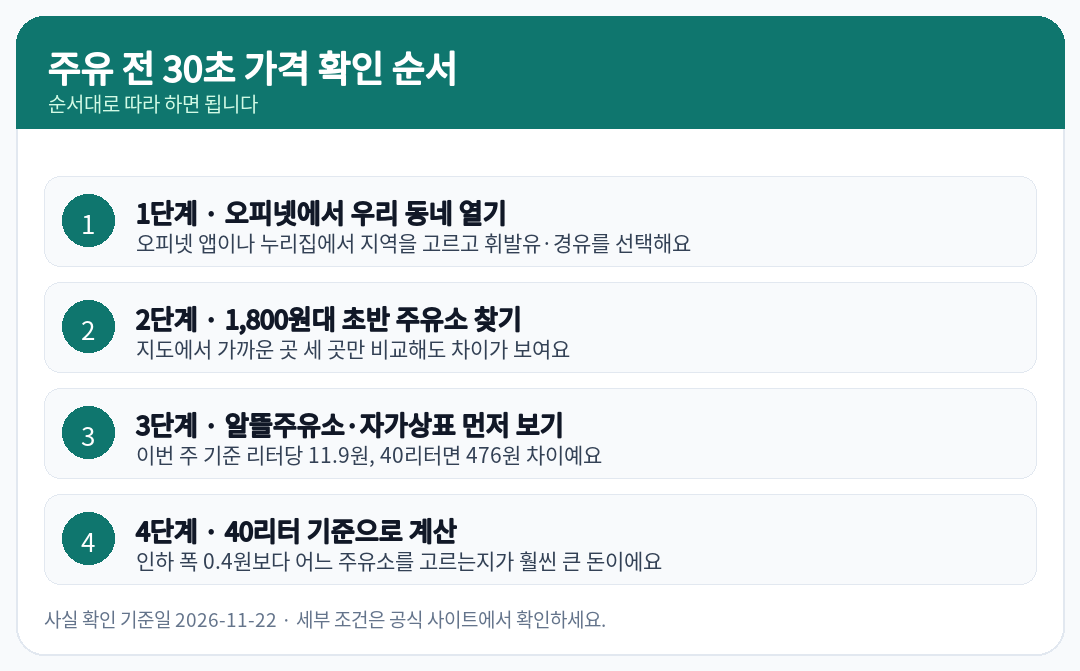 주유 전 30초 가격 확인 순서
순서대로 따라 하면 됩니다
1
1단계 · 오피넷에서 우리 동네 열기
오피넷 앱이나 누리집에서 지역을 고르고 휘발유·경유를 선택해요
2
2단계 · 1,800원대 초반 주유소 찾기
지도에서 가까운 곳 세 곳만 비교해도 차이가 보여요
3
3단계 · 알뜰주유소·자가상표 먼저 보기
이번 주 기준 리터당 11.9원, 40리터면 476원 차이예요
4
4단계 · 40리터 기준으로 계산
인하 폭 0.4원보다 어느 주유소를 고르는지가 훨씬 큰 돈이에요
사실 확인 기준일 2026-11-22 · 세부 조건은 공식 사이트에서 확인하세요.